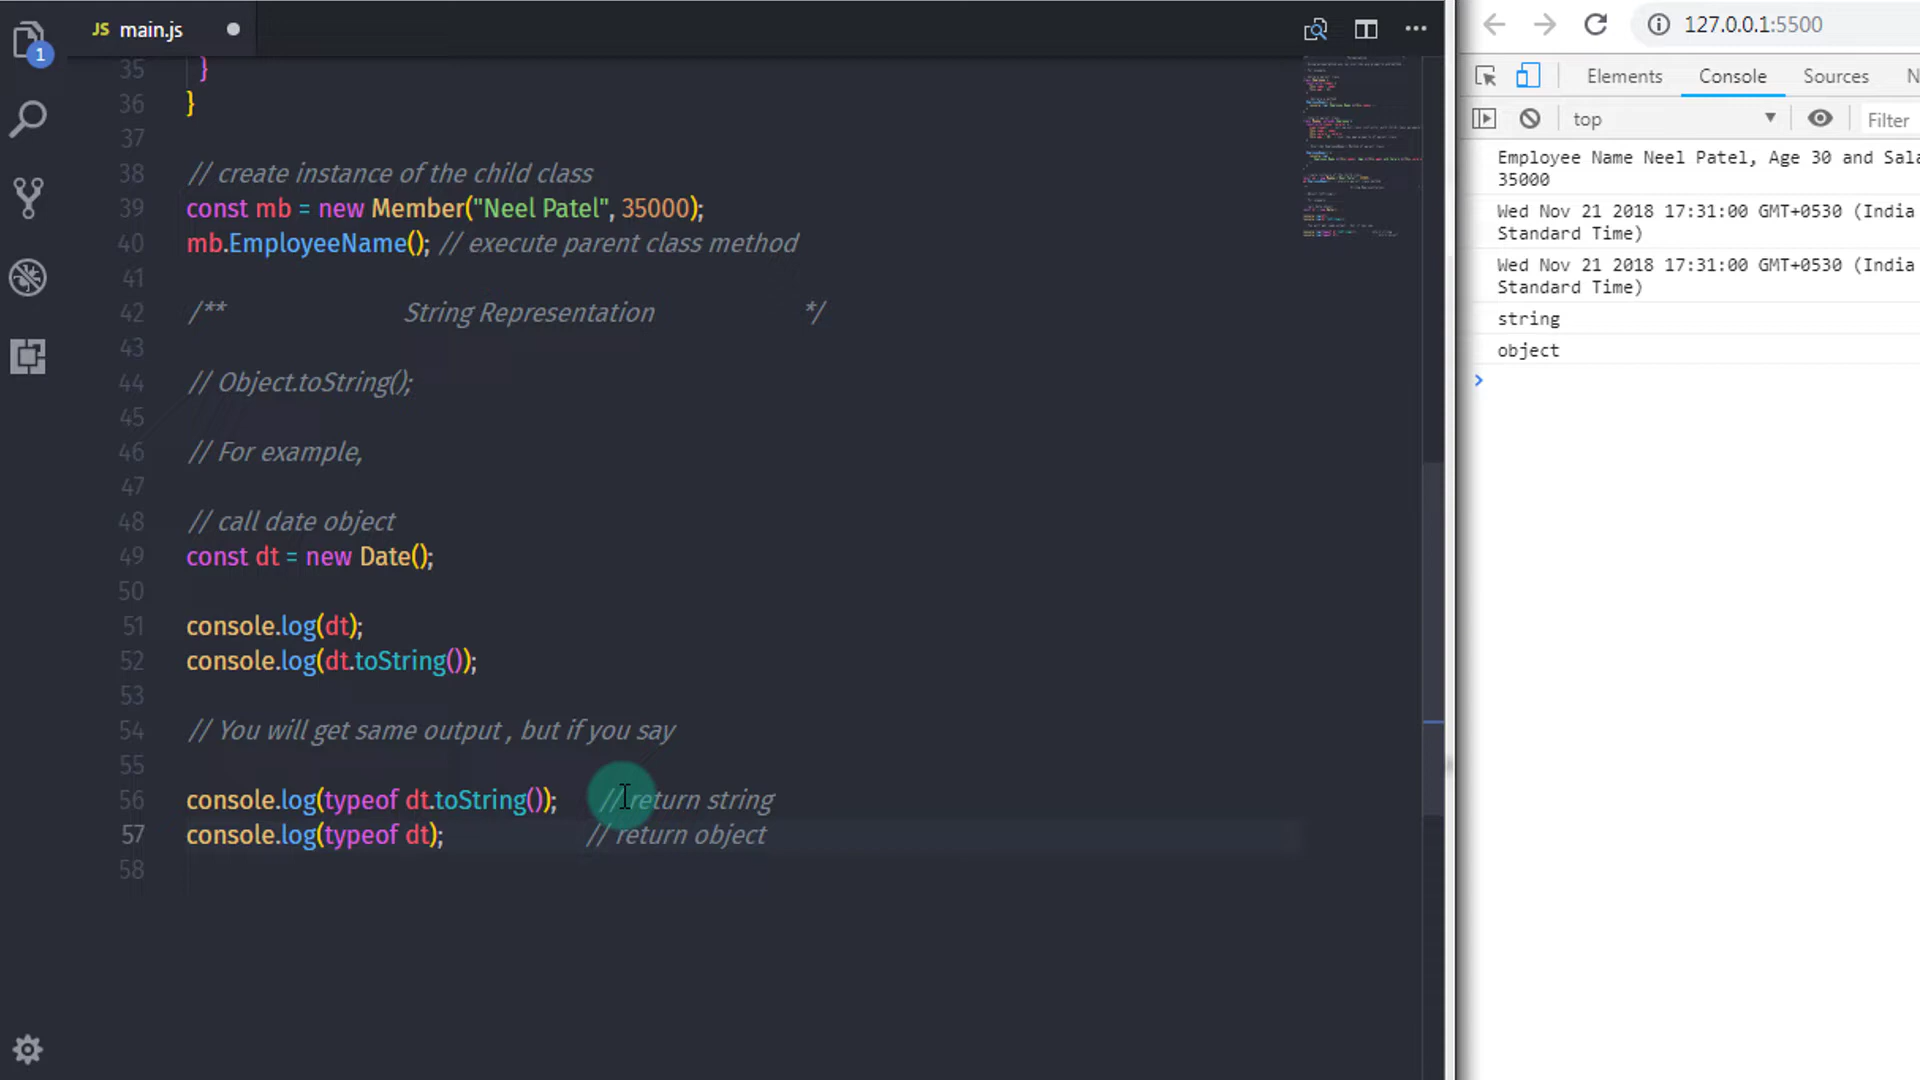 JS main.js
1
35 }
36 }
37
38 // create instance of the child class
39 const mb = new Member("Neel Patel", 35000);
40 mb.EmployeeName(); // execute parent class method
41
42 /** String Representation */
43
44 // Object.toString();
45
46 // For example,
47
48 // call date object
49 const dt = new Date();
50
51 console.log(dt);
52 console.log(dt.toString());
53
54 // You will get same output , but if you say
55
56 console.log(typeof dt.toString()); // return string
57 console.log(typeof dt); // return object
58
127.0.0.1:5500
Elements Console Sources N
top Filter
Employee Name Neel Patel, Age 30 and Sala
35000
Wed Nov 21 2018 17:31:00 GMT+0530 (India
Standard Time)
Wed Nov 21 2018 17:31:00 GMT+0530 (India
Standard Time)
string
object